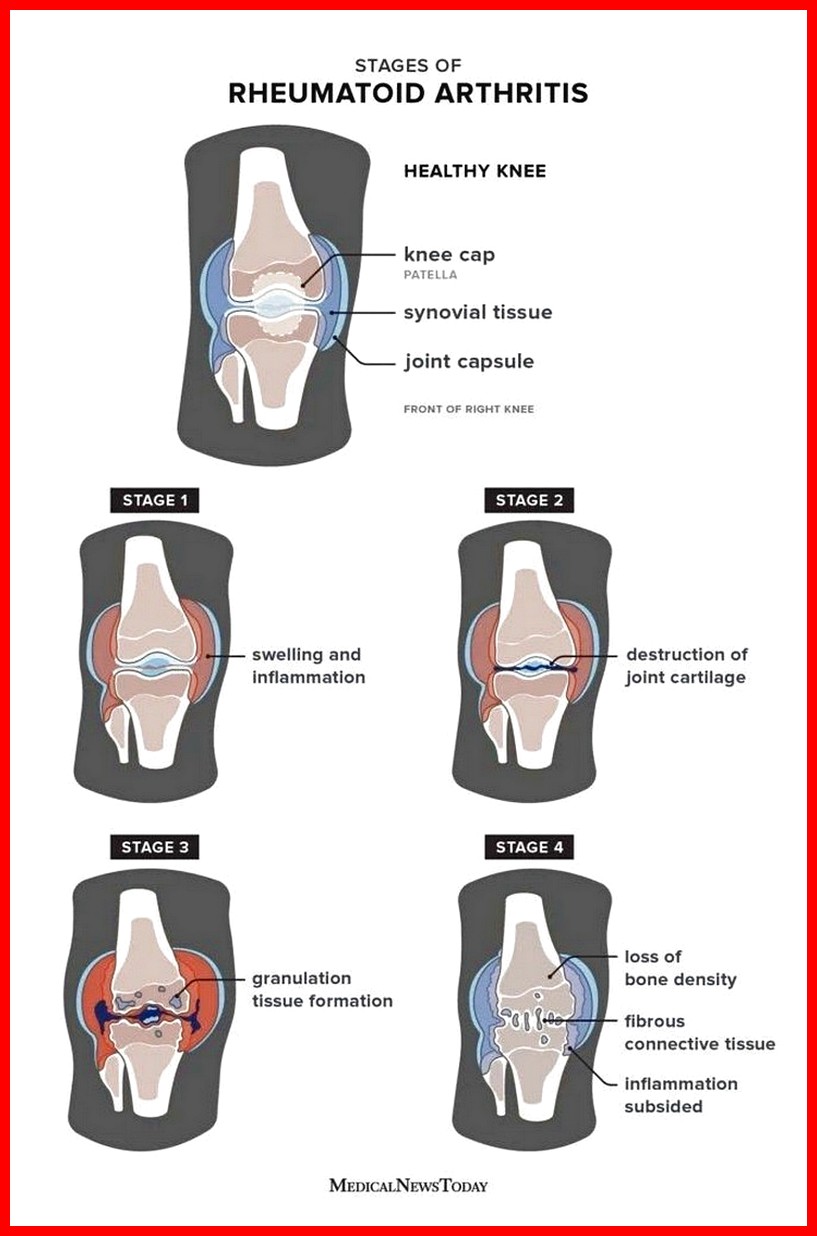 STAGES OF
RHEUMATOID ARTHRITIS
HEALTHY KNEE
knee cap
PATELLA
synovial tissue
joint capsule
FRONT OF RIGHT KNEE
STAGE 1
swelling and
inflammation
STAGE 2
destruction of
joint cartilage
STAGE 3
granulation
tissue formation
STAGE 4
loss of
bone density
fibrous
connective tissue
inflammation
subsided
MEDICALNEWSTODAY